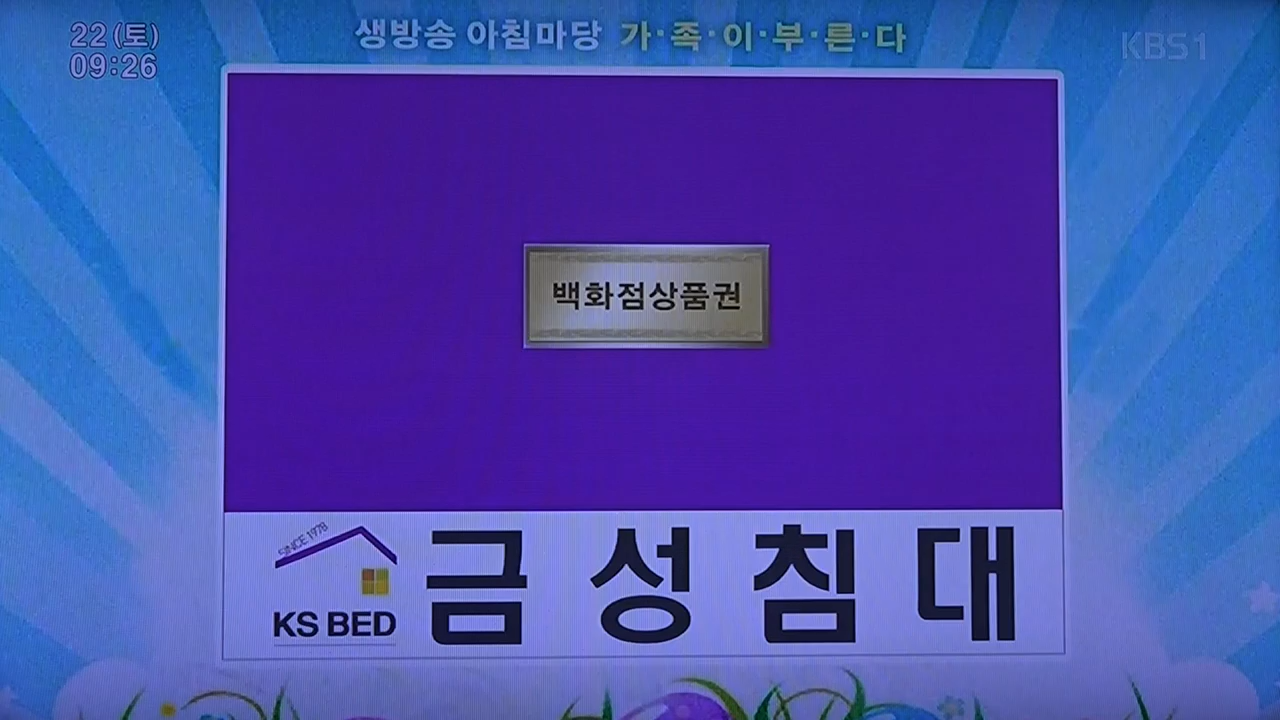 22(토)
09:26
생방송 아침마당 가·족·이·부·른·다
KBS1
백화점상품권
SINCE 1978
KS BED
금성침대